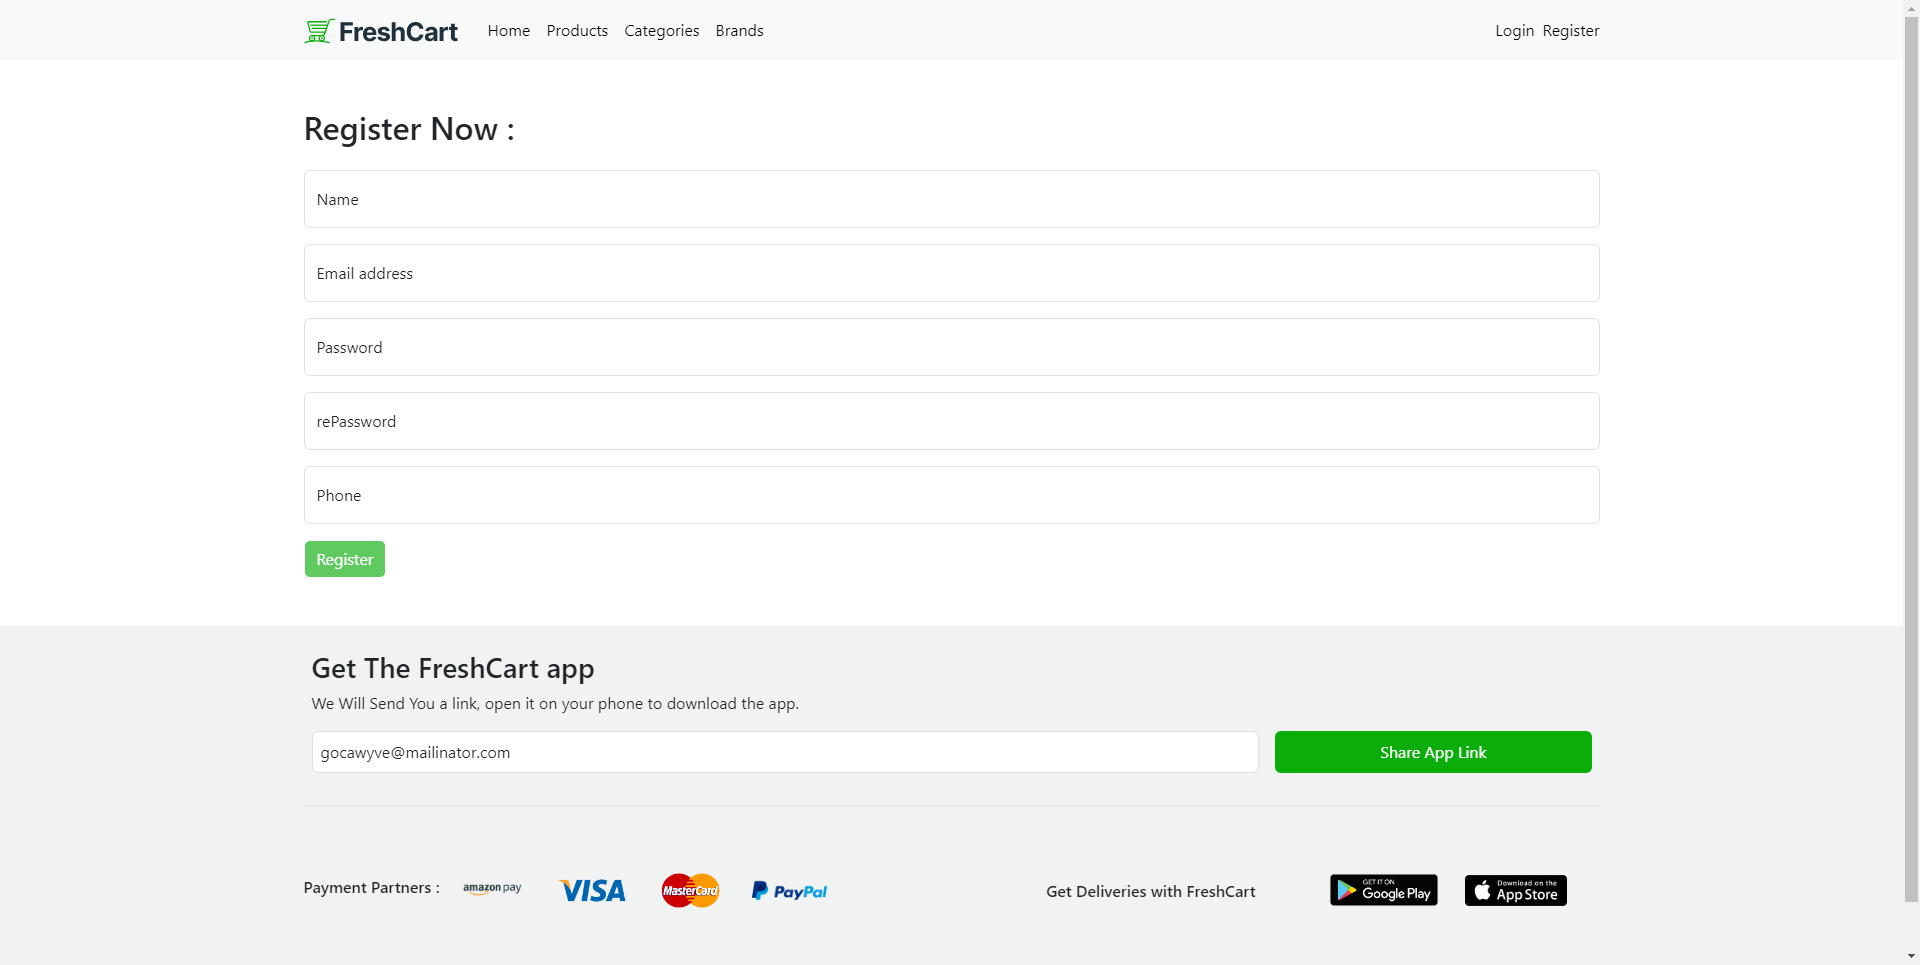 FreshCart Home Products Categories Brands Login Register
Register Now :
Name
Email address
Password
rePassword
Phone
Register
Get The FreshCart app
We Will Send You a link, open it on your phone to download the app.
gocawyve@mailinator.com Share App Link
Payment Partners : amazon pay VISA MasterCard PayPal Get Deliveries with FreshCart GET IT ON Google Play Download on the App Store